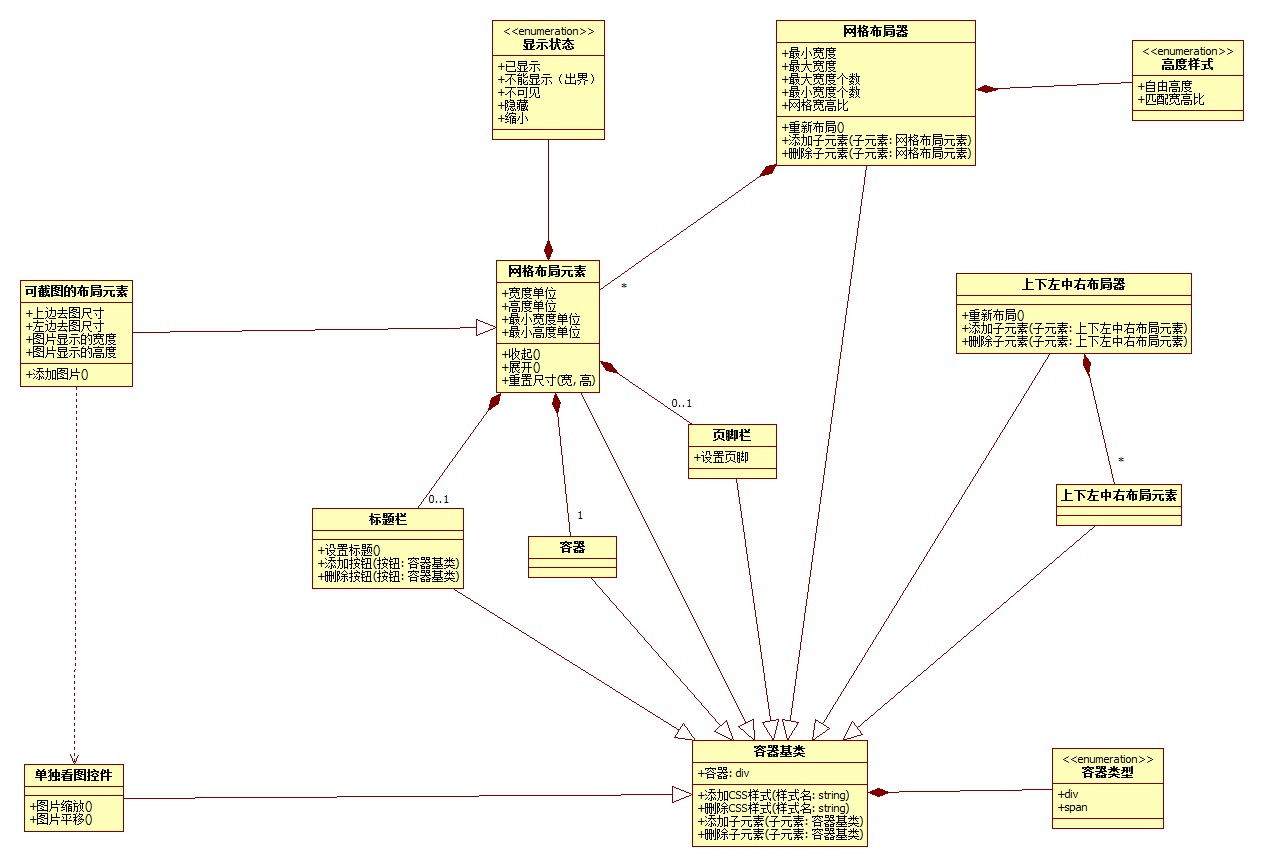 <<enumeration>>
显示状态
+已显示
+不能显示（出界）
+不可见
+隐藏
+缩小
网格布局器
+最小宽度
+最大宽度
+最大宽度个数
+最小宽度个数
+网格宽高比
+重新布局()
+添加子元素(子元素: 网格布局元素)
+删除子元素(子元素: 网格布局元素)
<<enumeration>>
高度样式
+自由高度
+匹配宽高比
可截图的布局元素
+上边去图尺寸
+左边去图尺寸
+图片显示的宽度
+图片显示的高度
+添加图片()
网格布局元素
+宽度单位
+高度单位
+最小宽度单位
+最小高度单位
+收起()
+展开()
+重置尺寸(宽, 高)
*
上下左中右布局器
+重新布局()
+添加子元素(子元素: 上下左中右布局元素)
+删除子元素(子元素: 上下左中右布局元素)
0..1
页脚栏
+设置页脚
*
上下左中右布局元素
0..1
标题栏
+设置标题()
+添加按钮(按钮: 容器基类)
+删除按钮(按钮: 容器基类)
1
容器
单独看图控件
+图片缩放()
+图片平移()
容器基类
+容器: div
+添加CSS样式(样式名: string)
+删除CSS样式(样式名: string)
+添加子元素(子元素: 容器基类)
+删除子元素(子元素: 容器基类)
<<enumeration>>
容器类型
+div
+span